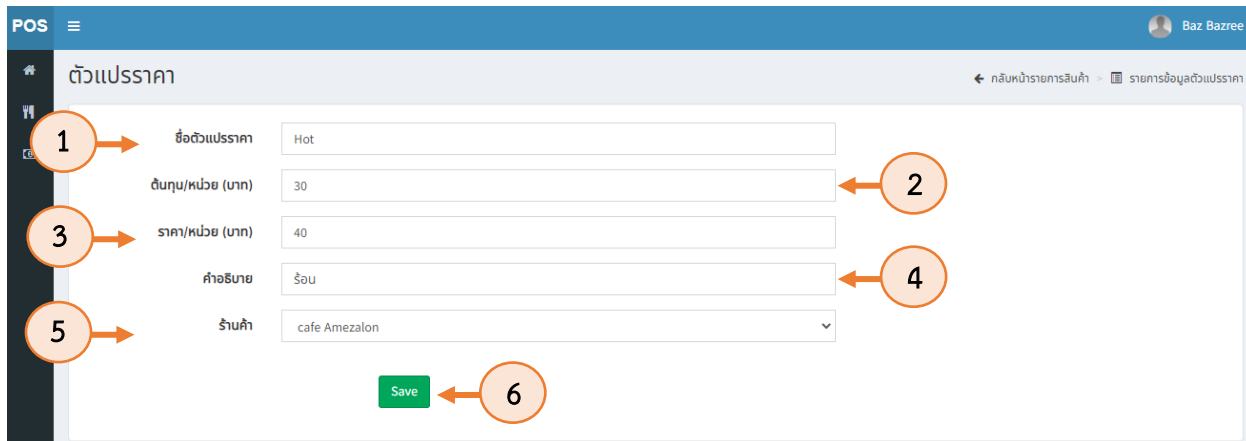 POS Baz Bazree
ตัวแปรราคา
กลับหน้ารายการสินค้า > รายการข้อมูลตัวแปรราคา
1 ชื่อตัวแปรราคา Hot
ต้นทุน/หน่วย (บาท) 30 2
3 ราคา/หน่วย (บาท) 40
คำอธิบาย ร้อน 4
5 ร้านค้า cafe Amezalon
Save 6